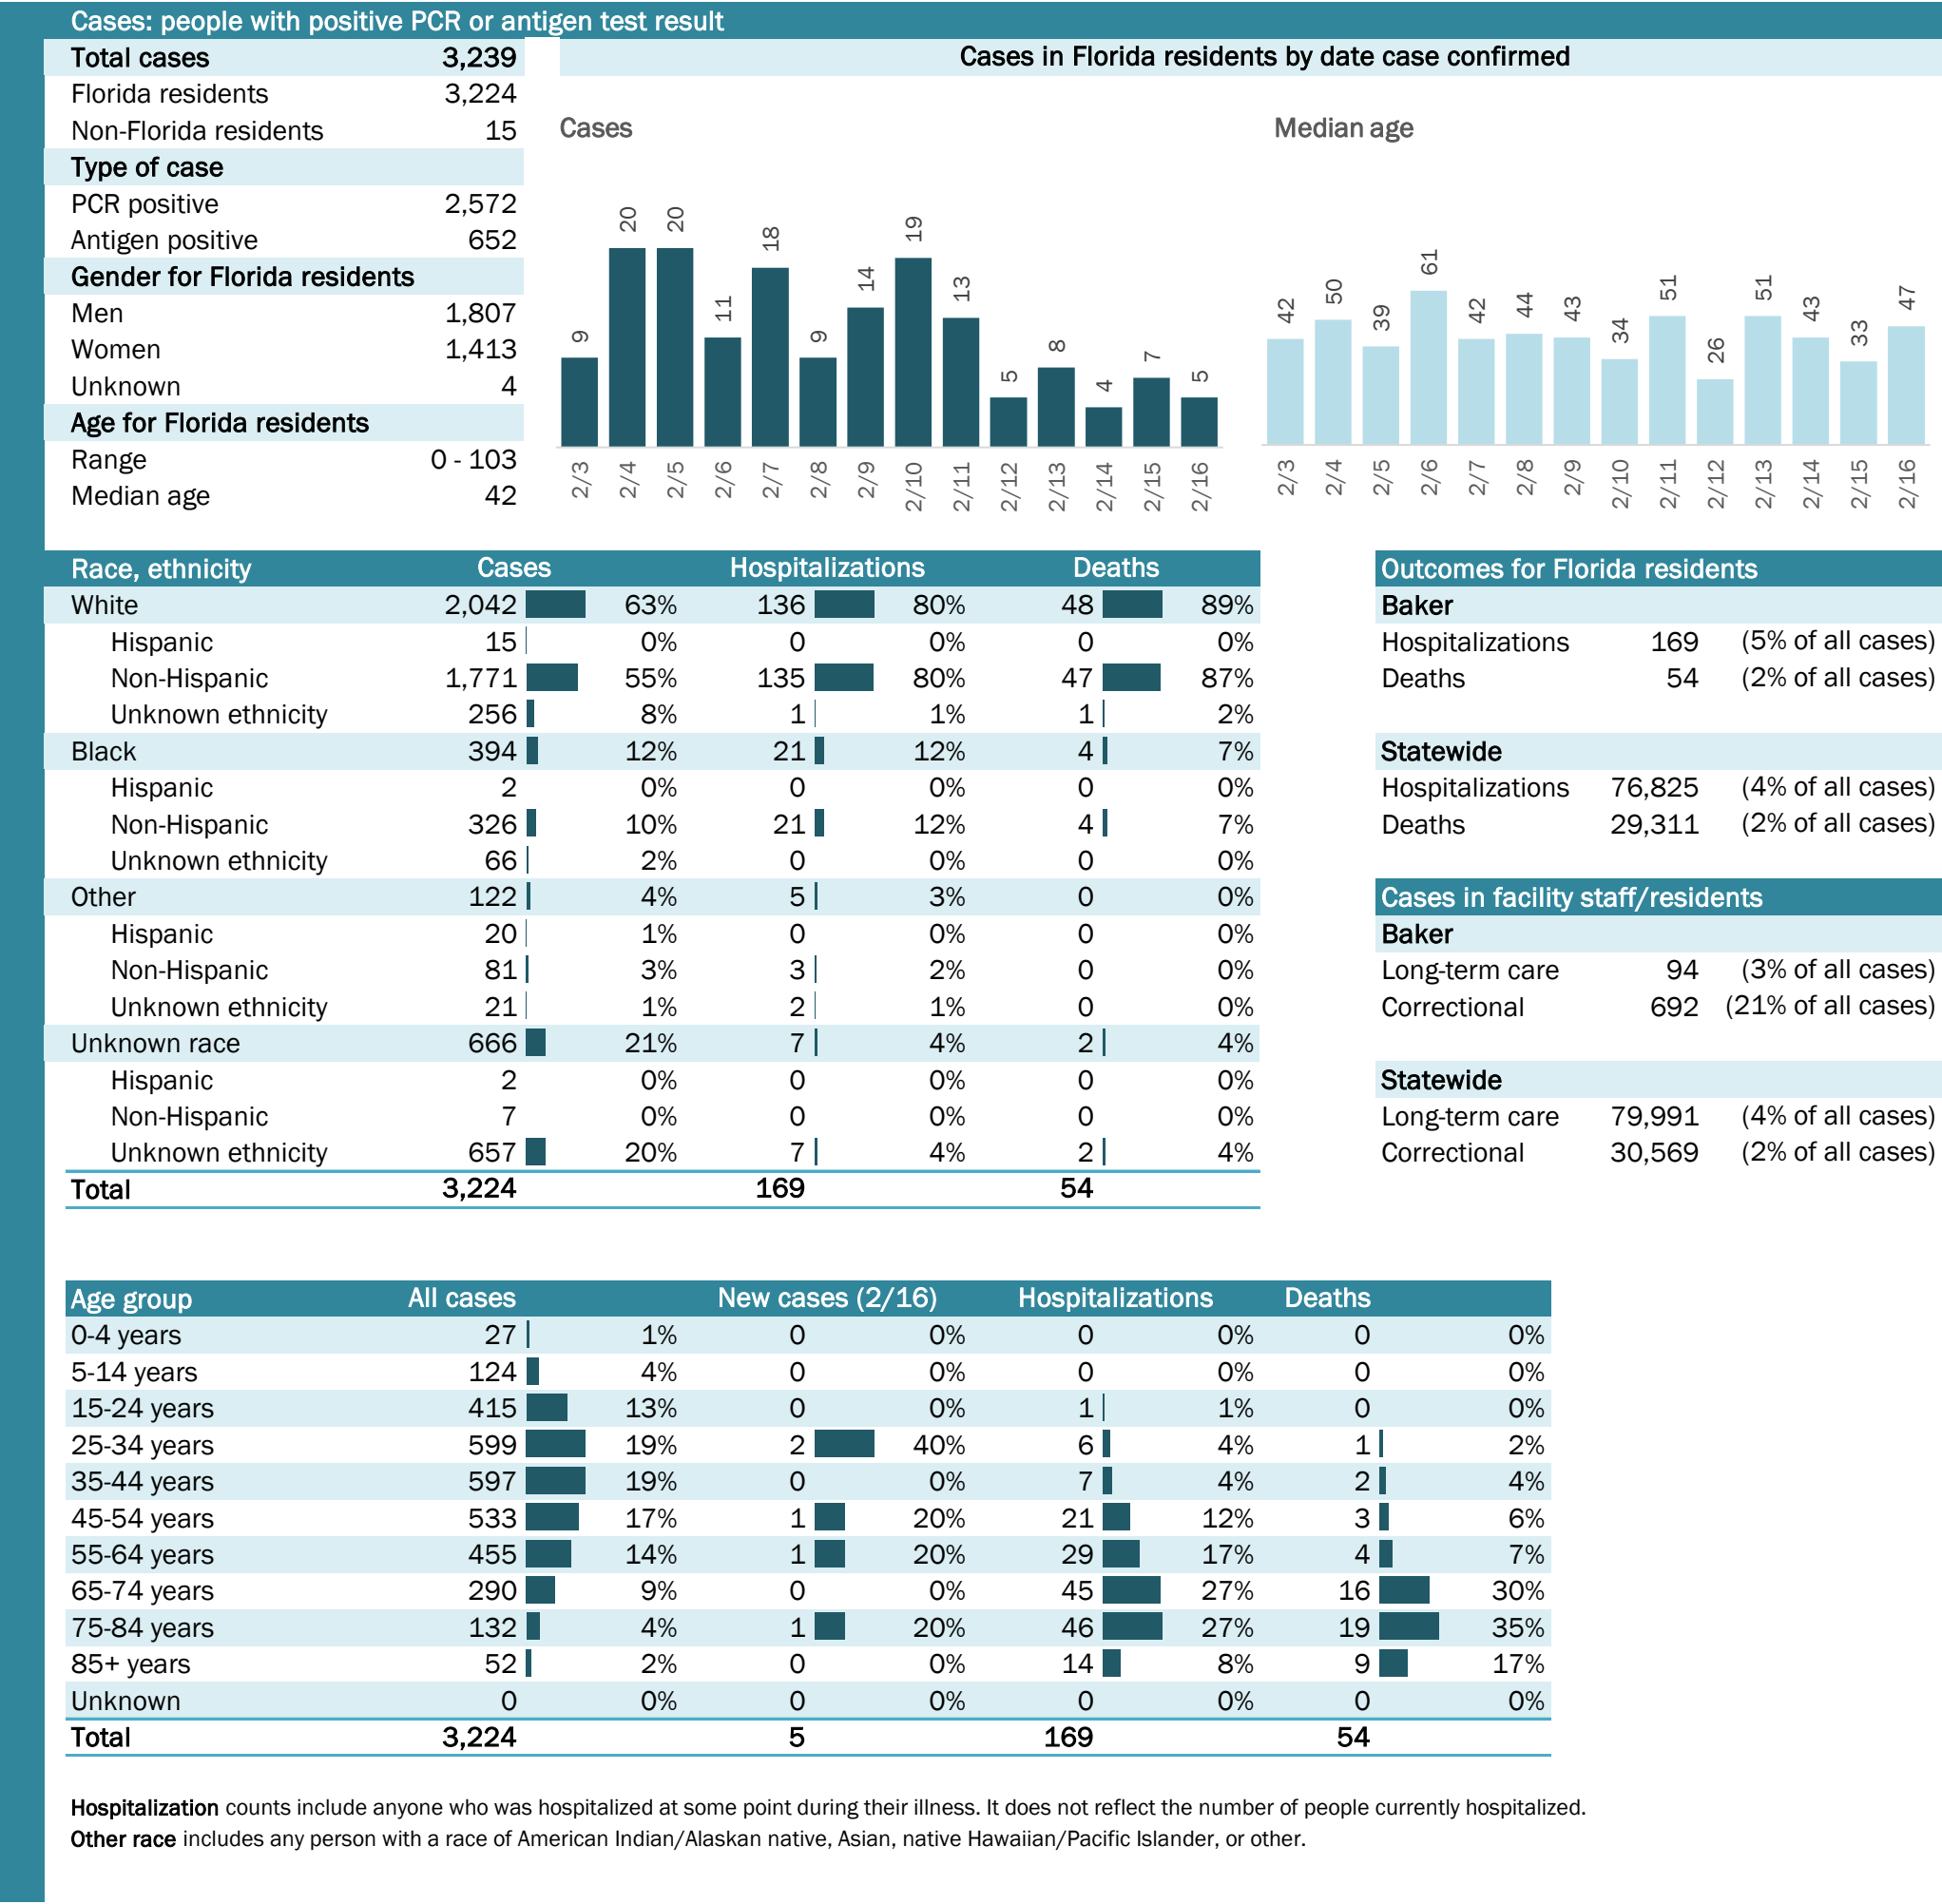 Cases: people with positive PCR or antigen test result
Total cases 3,239
Florida residents 3,224
Non-Florida residents 15
Type of case
PCR positive 2,572
Antigen positive 652
Gender for Florida residents
Men 1,807
Women 1,413
Unknown 4
Age for Florida residents
Range 0 - 103
Median age 42
Cases in Florida residents by date case confirmed
Cases
9 20 20 11 18 9 14 19 13 5 8 4 7 5
2/3 2/4 2/5 2/6 2/7 2/8 2/9 2/10 2/11 2/12 2/13 2/14 2/15 2/16
Median age
42 50 39 61 42 44 43 34 51 26 51 43 33 47
2/3 2/4 2/5 2/6 2/7 2/8 2/9 2/10 2/11 2/12 2/13 2/14 2/15 2/16
Race, ethnicity Cases Hospitalizations Deaths
White 2,042 63% 136 80% 48 89%
Hispanic 15 0% 0 0% 0 0%
Non-Hispanic 1,771 55% 135 80% 47 87%
Unknown ethnicity 256 8% 1 1% 1 2%
Black 394 12% 21 12% 4 7%
Hispanic 2 0% 0 0% 0 0%
Non-Hispanic 326 10% 21 12% 4 7%
Unknown ethnicity 66 2% 0 0% 0 0%
Other 122 4% 5 3% 0 0%
Hispanic 20 1% 0 0% 0 0%
Non-Hispanic 81 3% 3 2% 0 0%
Unknown ethnicity 21 1% 2 1% 0 0%
Unknown race 666 21% 7 4% 2 4%
Hispanic 2 0% 0 0% 0 0%
Non-Hispanic 7 0% 0 0% 0 0%
Unknown ethnicity 657 20% 7 4% 2 4%
Total 3,224 169 54
Outcomes for Florida residents
Baker
Hospitalizations 169 (5% of all cases)
Deaths 54 (2% of all cases)
Statewide
Hospitalizations 76,825 (4% of all cases)
Deaths 29,311 (2% of all cases)
Cases in facility staff/residents
Baker
Long-term care 94 (3% of all cases)
Correctional 692 (21% of all cases)
Statewide
Long-term care 79,991 (4% of all cases)
Correctional 30,569 (2% of all cases)
Age group All cases New cases (2/16) Hospitalizations Deaths
0-4 years 27 1% 0 0% 0 0% 0 0%
5-14 years 124 4% 0 0% 0 0% 0 0%
15-24 years 415 13% 0 0% 1 1% 0 0%
25-34 years 599 19% 2 40% 6 4% 1 2%
35-44 years 597 19% 0 0% 7 4% 2 4%
45-54 years 533 17% 1 20% 21 12% 3 6%
55-64 years 455 14% 1 20% 29 17% 4 7%
65-74 years 290 9% 0 0% 45 27% 16 30%
75-84 years 132 4% 1 20% 46 27% 19 35%
85+ years 52 2% 0 0% 14 8% 9 17%
Unknown 0 0% 0 0% 0 0% 0 0%
Total 3,224 5 169 54
Hospitalization counts include anyone who was hospitalized at some point during their illness. It does not reflect the number of people currently hospitalized.
Other race includes any person with a race of American Indian/Alaskan native, Asian, native Hawaiian/Pacific Islander, or other.